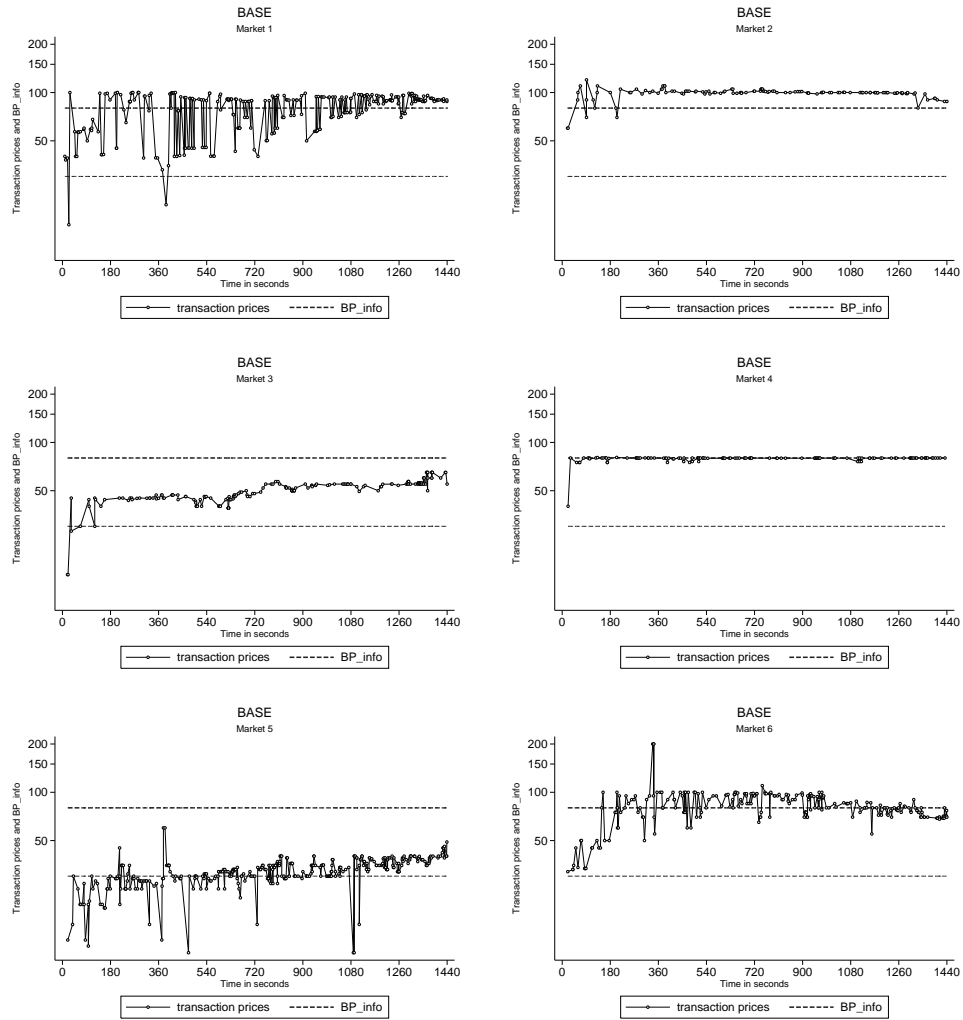 BASE
Market 1
Transaction prices and BP_info
200
150
100
50
0 180 360 540 720 900 1080 1260 1440
Time in seconds
transaction prices BP_info
BASE
Market 2
Transaction prices and BP_info
200
150
100
50
0 180 360 540 720 900 1080 1260 1440
Time in seconds
transaction prices BP_info
BASE
Market 3
Transaction prices and BP_info
200
150
100
50
0 180 360 540 720 900 1080 1260 1440
Time in seconds
transaction prices BP_info
BASE
Market 4
Transaction prices and BP_info
200
150
100
50
0 180 360 540 720 900 1080 1260 1440
Time in seconds
transaction prices BP_info
BASE
Market 5
Transaction prices and BP_info
200
150
100
50
0 180 360 540 720 900 1080 1260 1440
Time in seconds
transaction prices BP_info
BASE
Market 6
Transaction prices and BP_info
200
150
100
50
0 180 360 540 720 900 1080 1260 1440
Time in seconds
transaction prices BP_info